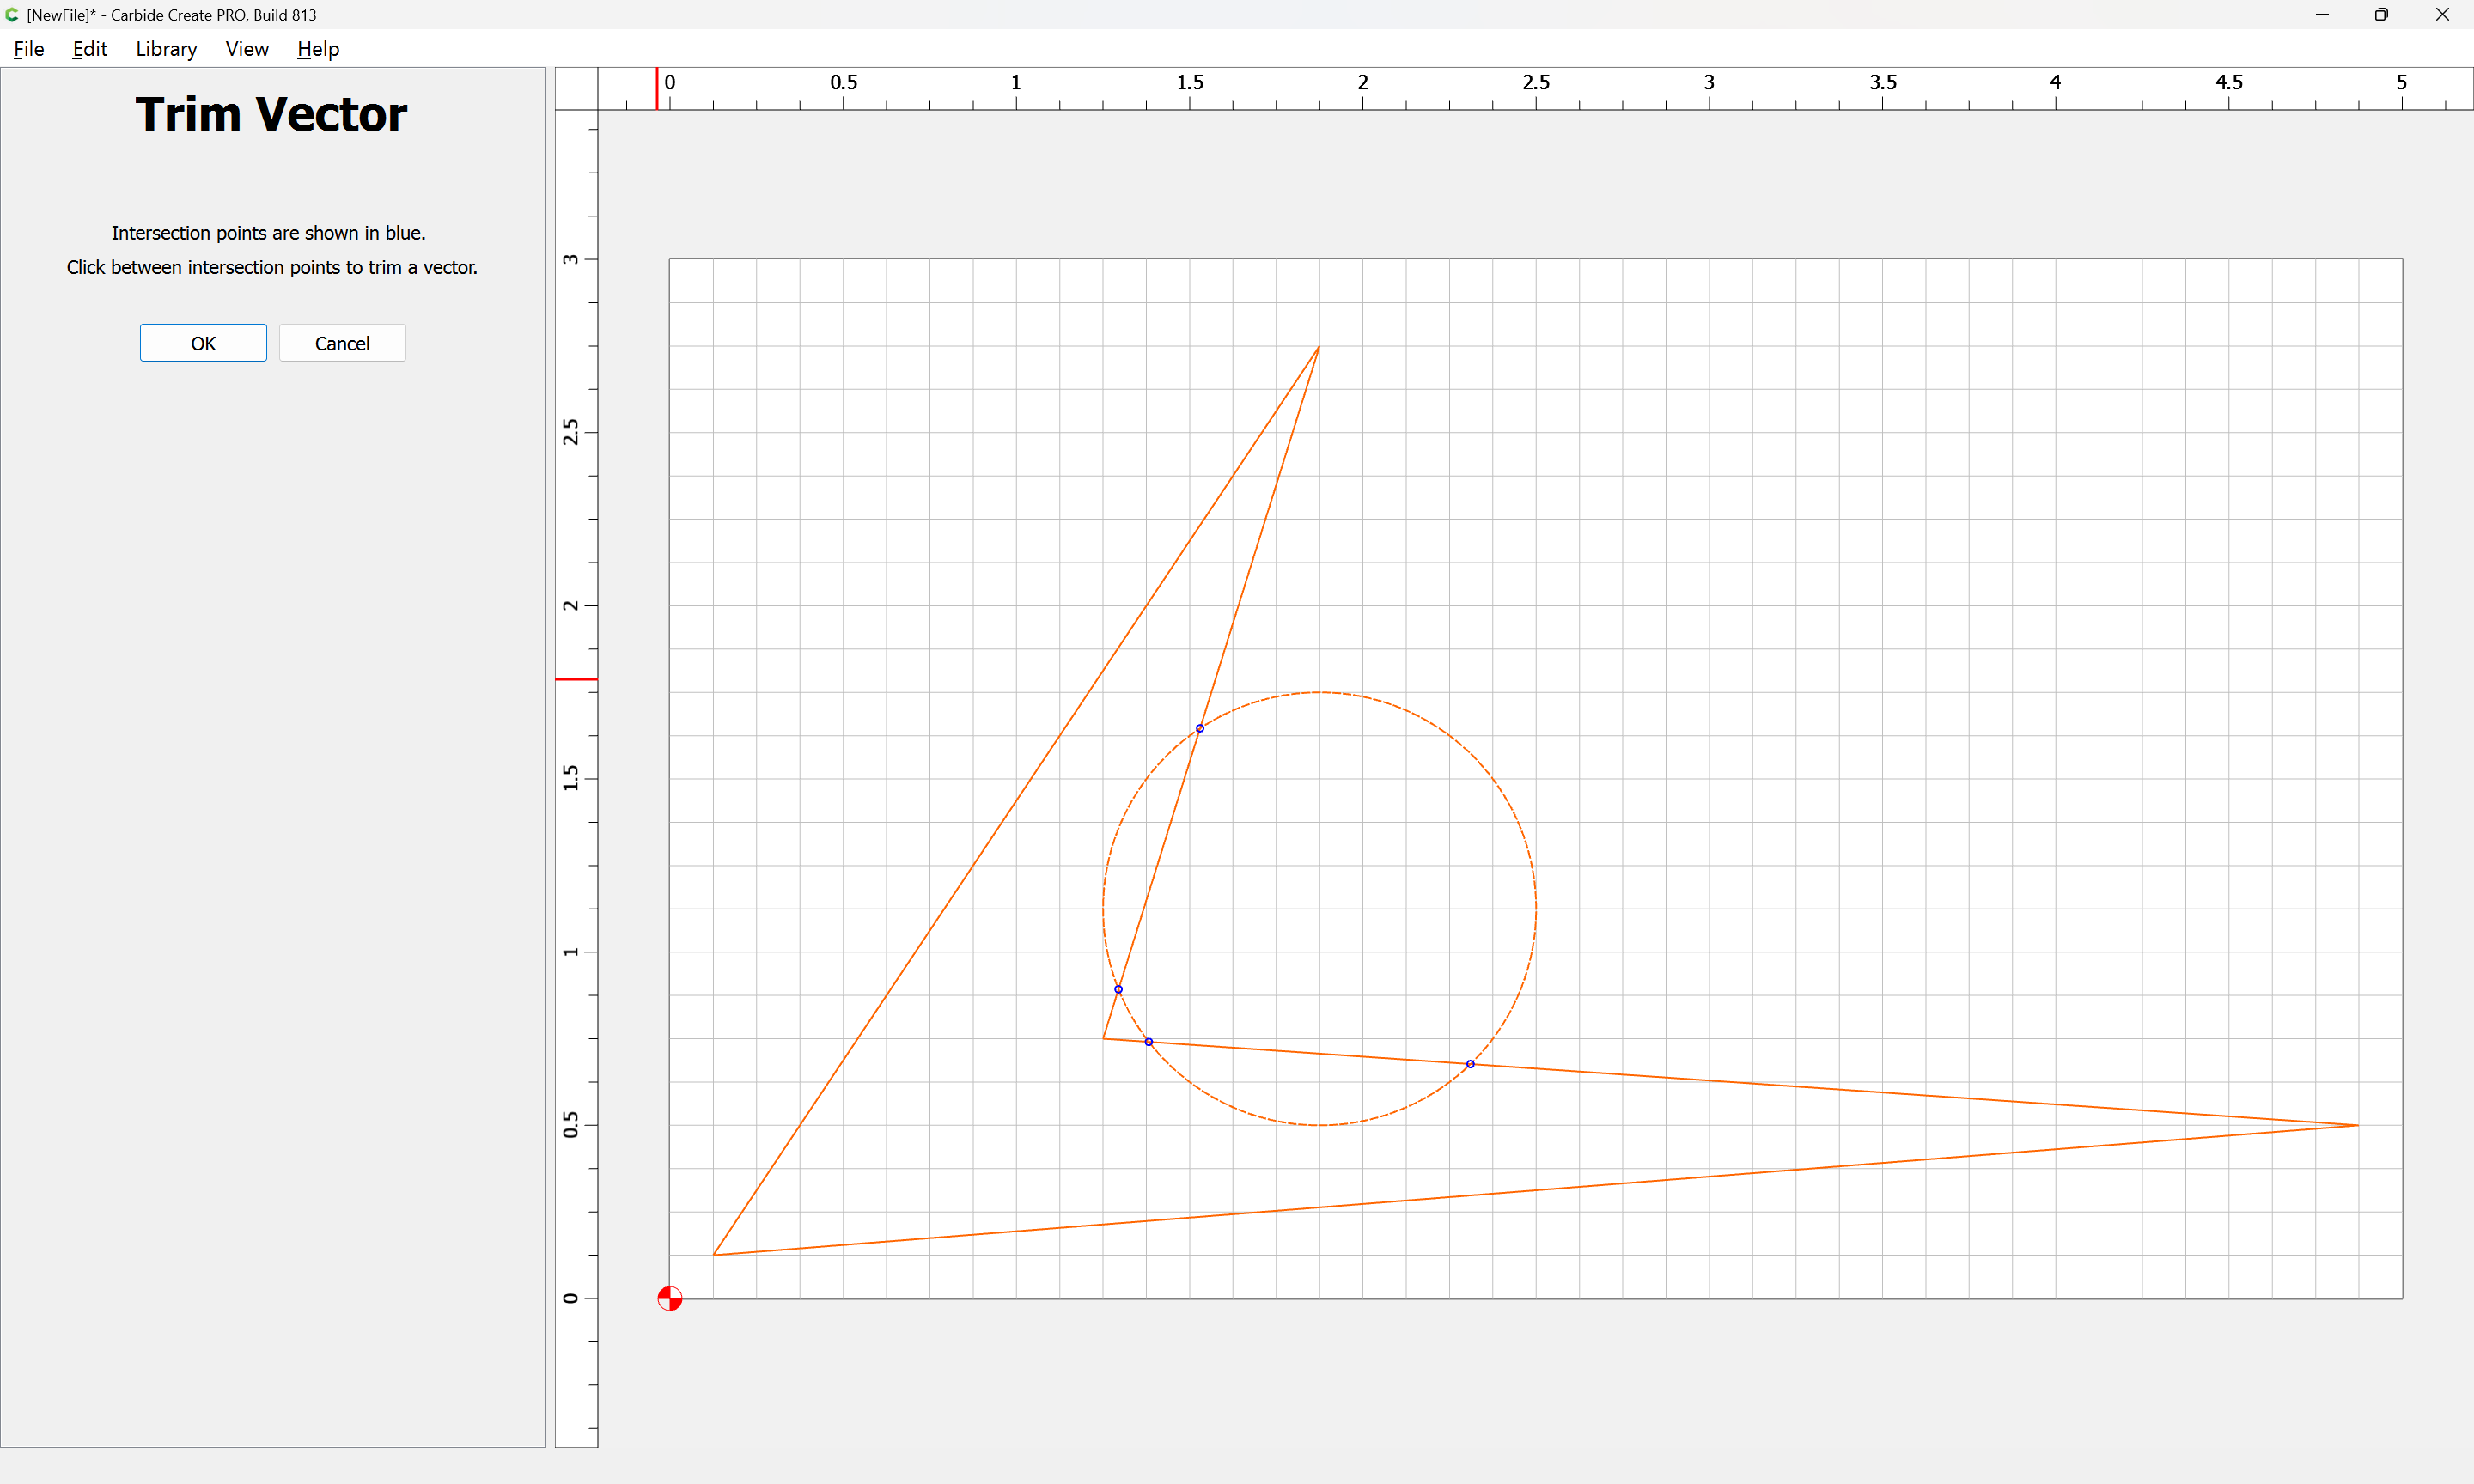 [NewFile]* - Carbide Create PRO, Build 813
File Edit Library View Help
Trim Vector
Intersection points are shown in blue.
Click between intersection points to trim a vector.
OK Cancel
0 0.5 1 1.5 2 2.5 3 3.5 4 4.5 5
3
2.5
2
1.5
1
0.5
0